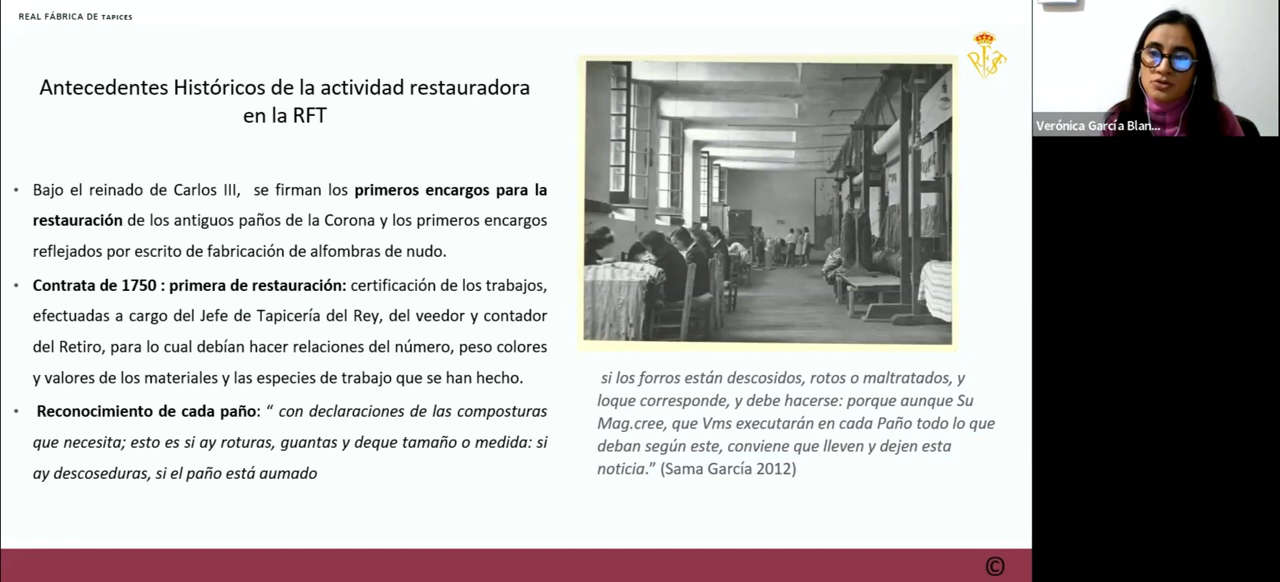 REAL FÁBRICA DE TAPICES
Antecedentes Históricos de la actividad restauradora
en la RFT
• Bajo el reinado de Carlos III, se firman los primeros encargos para la
restauración de los antiguos paños de la Corona y los primeros encargos
reflejados por escrito de fabricación de alfombras de nudo.
• Contrata de 1750 : primera de restauración: certificación de los trabajos,
efectuadas a cargo del Jefe de Tapicería del Rey, del veedor y contador
del Retiro, para lo cual debían hacer relaciones del número, peso colores
y valores de los materiales y las especies de trabajo que se han hecho.
• Reconocimiento de cada paño: “ con declaraciones de las composturas
que necesita; esto es si ay roturas, guantas y deque tamaño o medida: si
ay descoseduras, si el paño está aumado
si los forros están descosidos, rotos o maltratados, y
loque corresponde, y debe hacerse: porque aunque Su
Mag.cree, que Vms executarán en cada Paño todo lo que
deban según este, conviene que lleven y dejen esta
noticia.” (Sama García 2012)
©
Verónica García Blan...